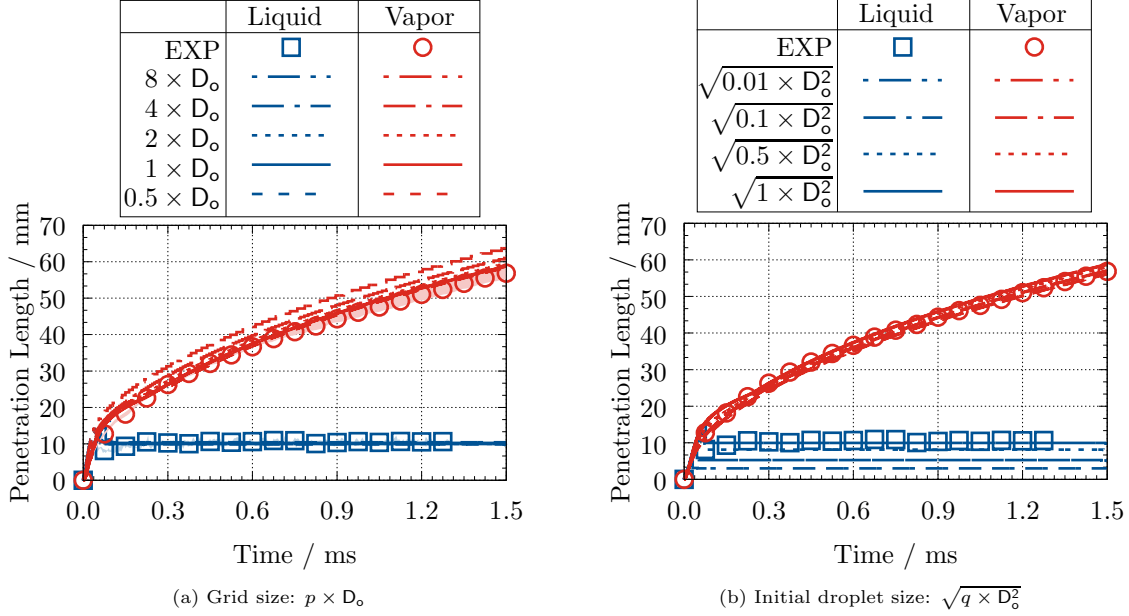 Liquid Vapor
EXP
8 × D₀
4 × D₀
2 × D₀
1 × D₀
0.5 × D₀
70
60
50
40
30
20
10
0
Penetration Length / mm
0.0 0.3 0.6 0.9 1.2 1.5
Time / ms
(a) Grid size: p × D₀
Liquid Vapor
EXP
√0.01 × D₀²
√0.1 × D₀²
√0.5 × D₀²
√1 × D₀²
70
60
50
40
30
20
10
0
Penetration Length / mm
0.0 0.3 0.6 0.9 1.2 1.5
Time / ms
(b) Initial droplet size: √q × D₀²